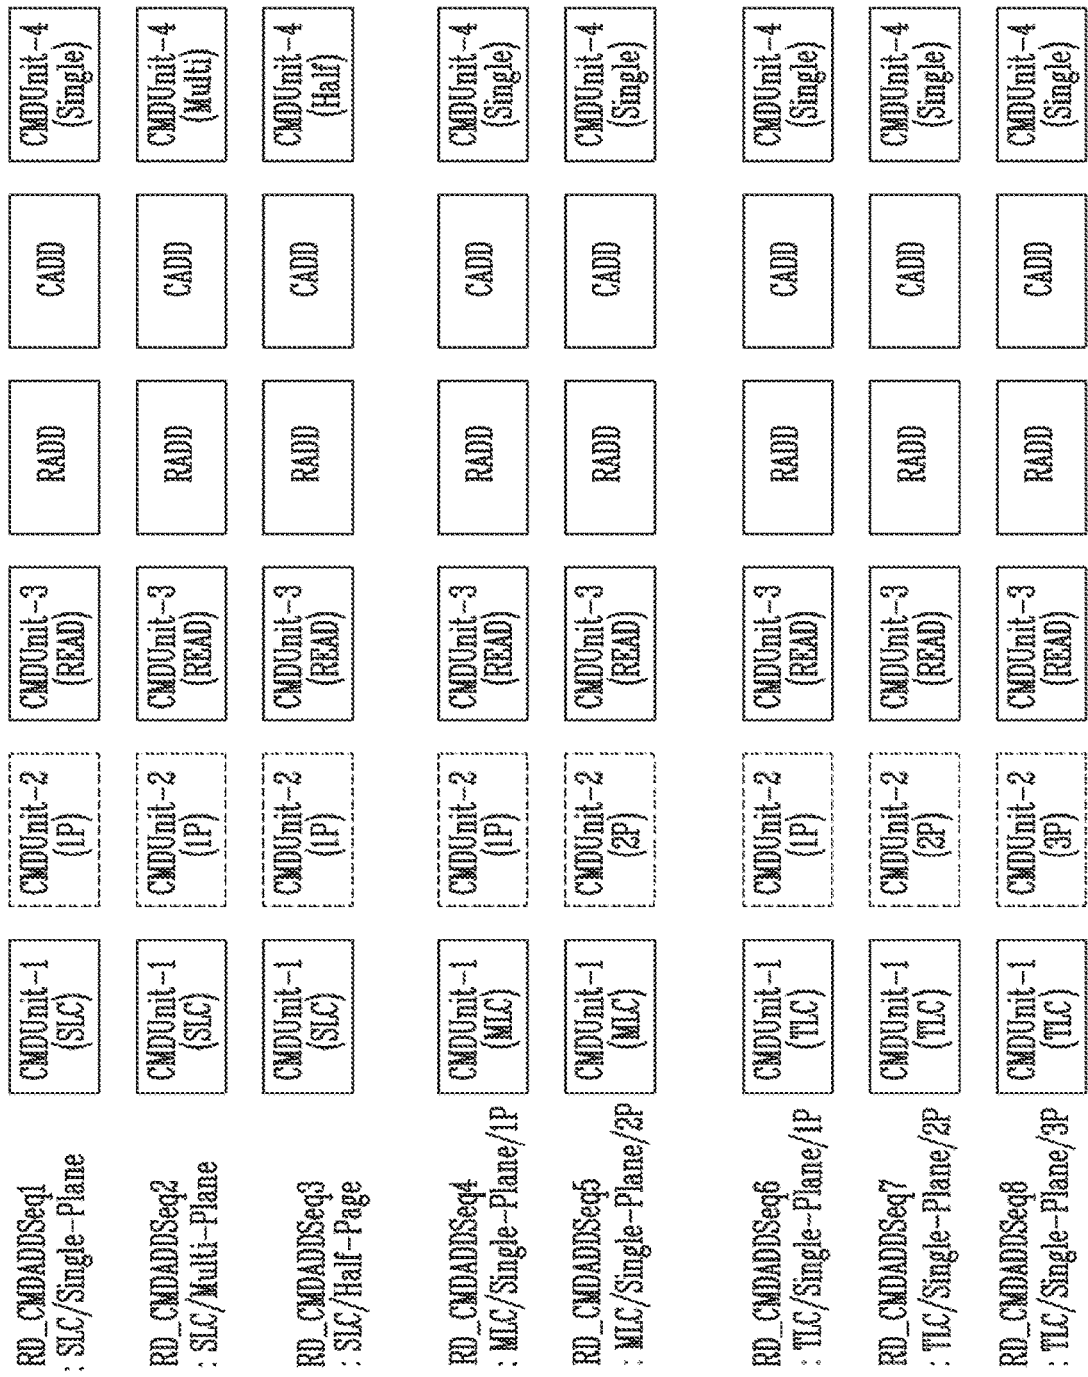 RD_CMDADDSeq1
: SLC/Single-Plane
CMDUnit-1
(SLC)
CMDUnit-2
(1P)
CMDUnit-3
(READ)
RADD
CADD
CMDUnit-4
(Single)
RD_CMDADDSeq2
: SLC/Multi-Plane
CMDUnit-1
(SLC)
CMDUnit-2
(1P)
CMDUnit-3
(READ)
RADD
CADD
CMDUnit-4
(Multi)
RD_CMDADDSeq3
: SLC/Half-Page
CMDUnit-1
(SLC)
CMDUnit-2
(1P)
CMDUnit-3
(READ)
RADD
CADD
CMDUnit-4
(Half)
RD_CMDADDSeq4
: MLC/Single-Plane/1P
CMDUnit-1
(MLC)
CMDUnit-2
(1P)
CMDUnit-3
(READ)
RADD
CADD
CMDUnit-4
(Single)
RD_CMDADDSeq5
: MLC/Single-Plane/2P
CMDUnit-1
(MLC)
CMDUnit-2
(2P)
CMDUnit-3
(READ)
RADD
CADD
CMDUnit-4
(Single)
RD_CMDADDSeq6
: TLC/Single-Plane/1P
CMDUnit-1
(TLC)
CMDUnit-2
(1P)
CMDUnit-3
(READ)
RADD
CADD
CMDUnit-4
(Single)
RD_CMDADDSeq7
: TLC/Single-Plane/2P
CMDUnit-1
(TLC)
CMDUnit-2
(2P)
CMDUnit-3
(READ)
RADD
CADD
CMDUnit-4
(Single)
RD_CMDADDSeq8
: TLC/Single-Plane/3P
CMDUnit-1
(TLC)
CMDUnit-2
(3P)
CMDUnit-3
(READ)
RADD
CADD
CMDUnit-4
(Single)